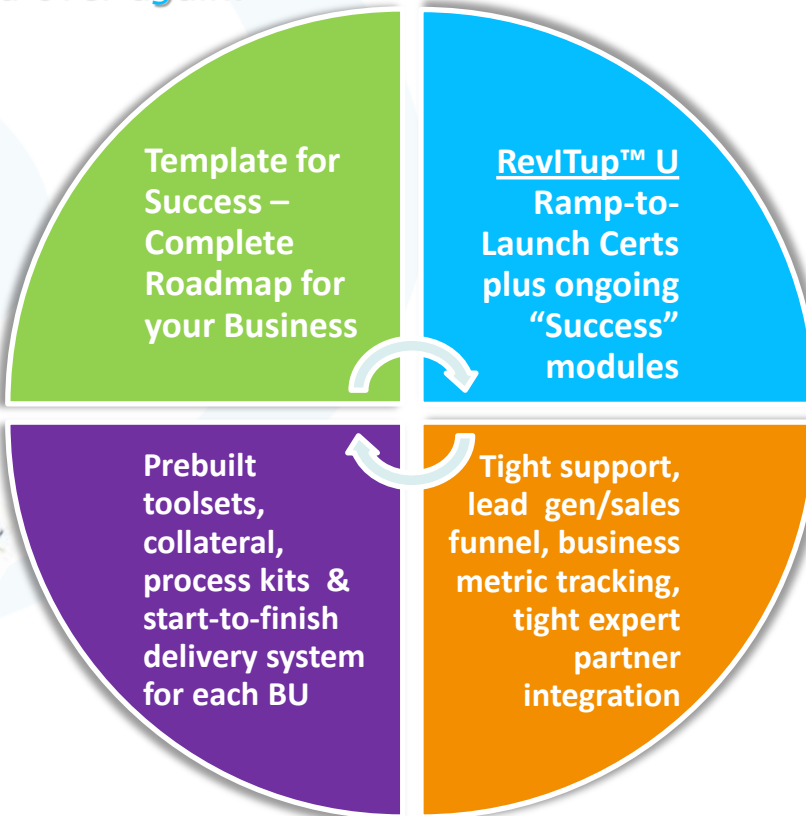 again.
Template for
Success –
Complete
Roadmap for
your Business
RevITup™ U
Ramp-to-
Launch Certs
plus ongoing
“Success”
modules
Prebuilt
toolsets,
collateral,
process kits &
start-to-finish
delivery system
for each BU
Tight support,
lead gen/sales
funnel, business
metric tracking,
tight expert
partner
integration